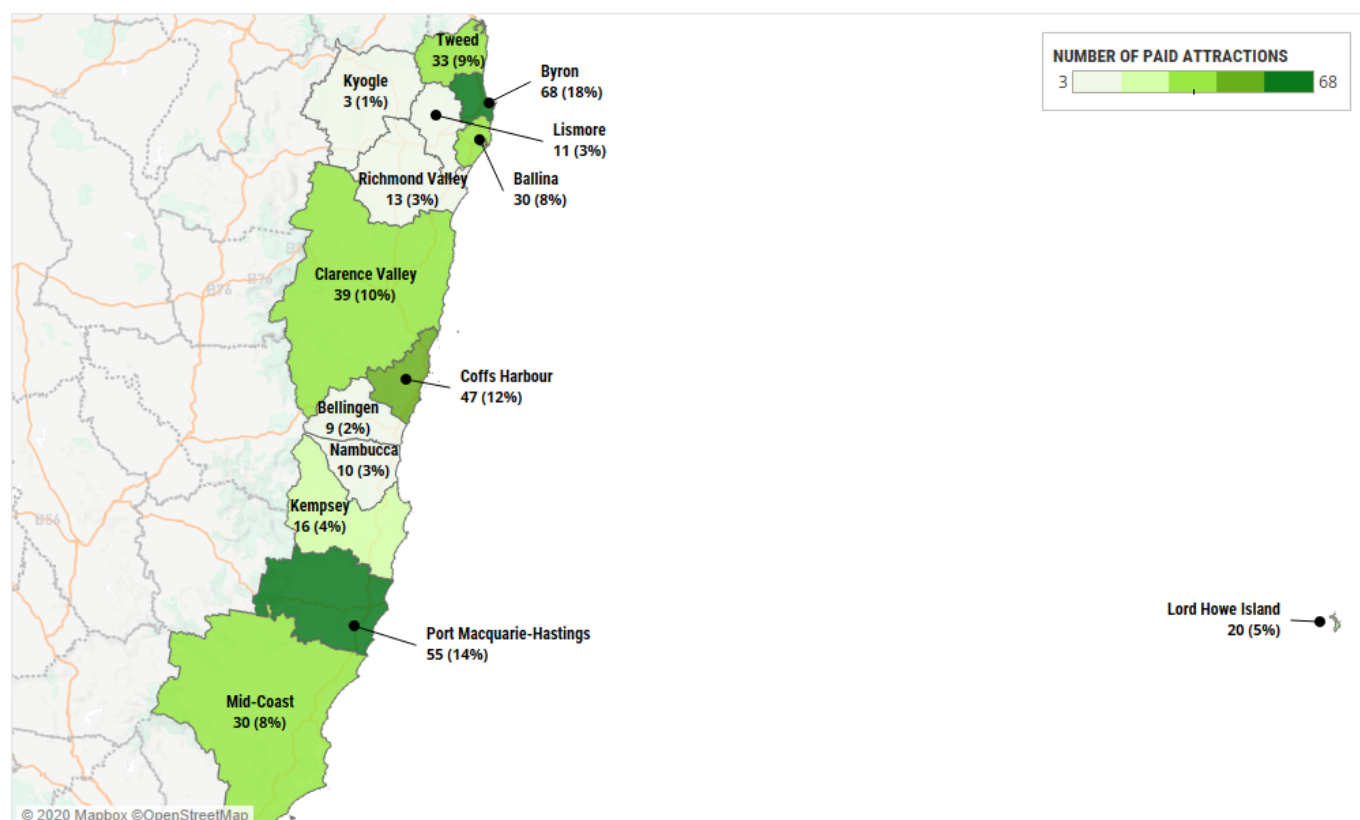 Tweed
33 (9%)
Kyogle
3 (1%)
Byron
68 (18%)
Lismore
11 (3%)
Richmond Valley
13 (3%)
Ballina
30 (8%)
NUMBER OF PAID ATTRACTIONS
3
68
Clarence Valley
39 (10%)
B76
B76
Coffs Harbour
47 (12%)
Bellingen
9 (2%)
Nambucca
10 (3%)
Kempsey
16 (4%)
B56
Port Macquarie-Hastings
55 (14%)
Lord Howe Island
20 (5%)
Mid-Coast
30 (8%)
© 2020 Mapbox ©OpenStreetMap